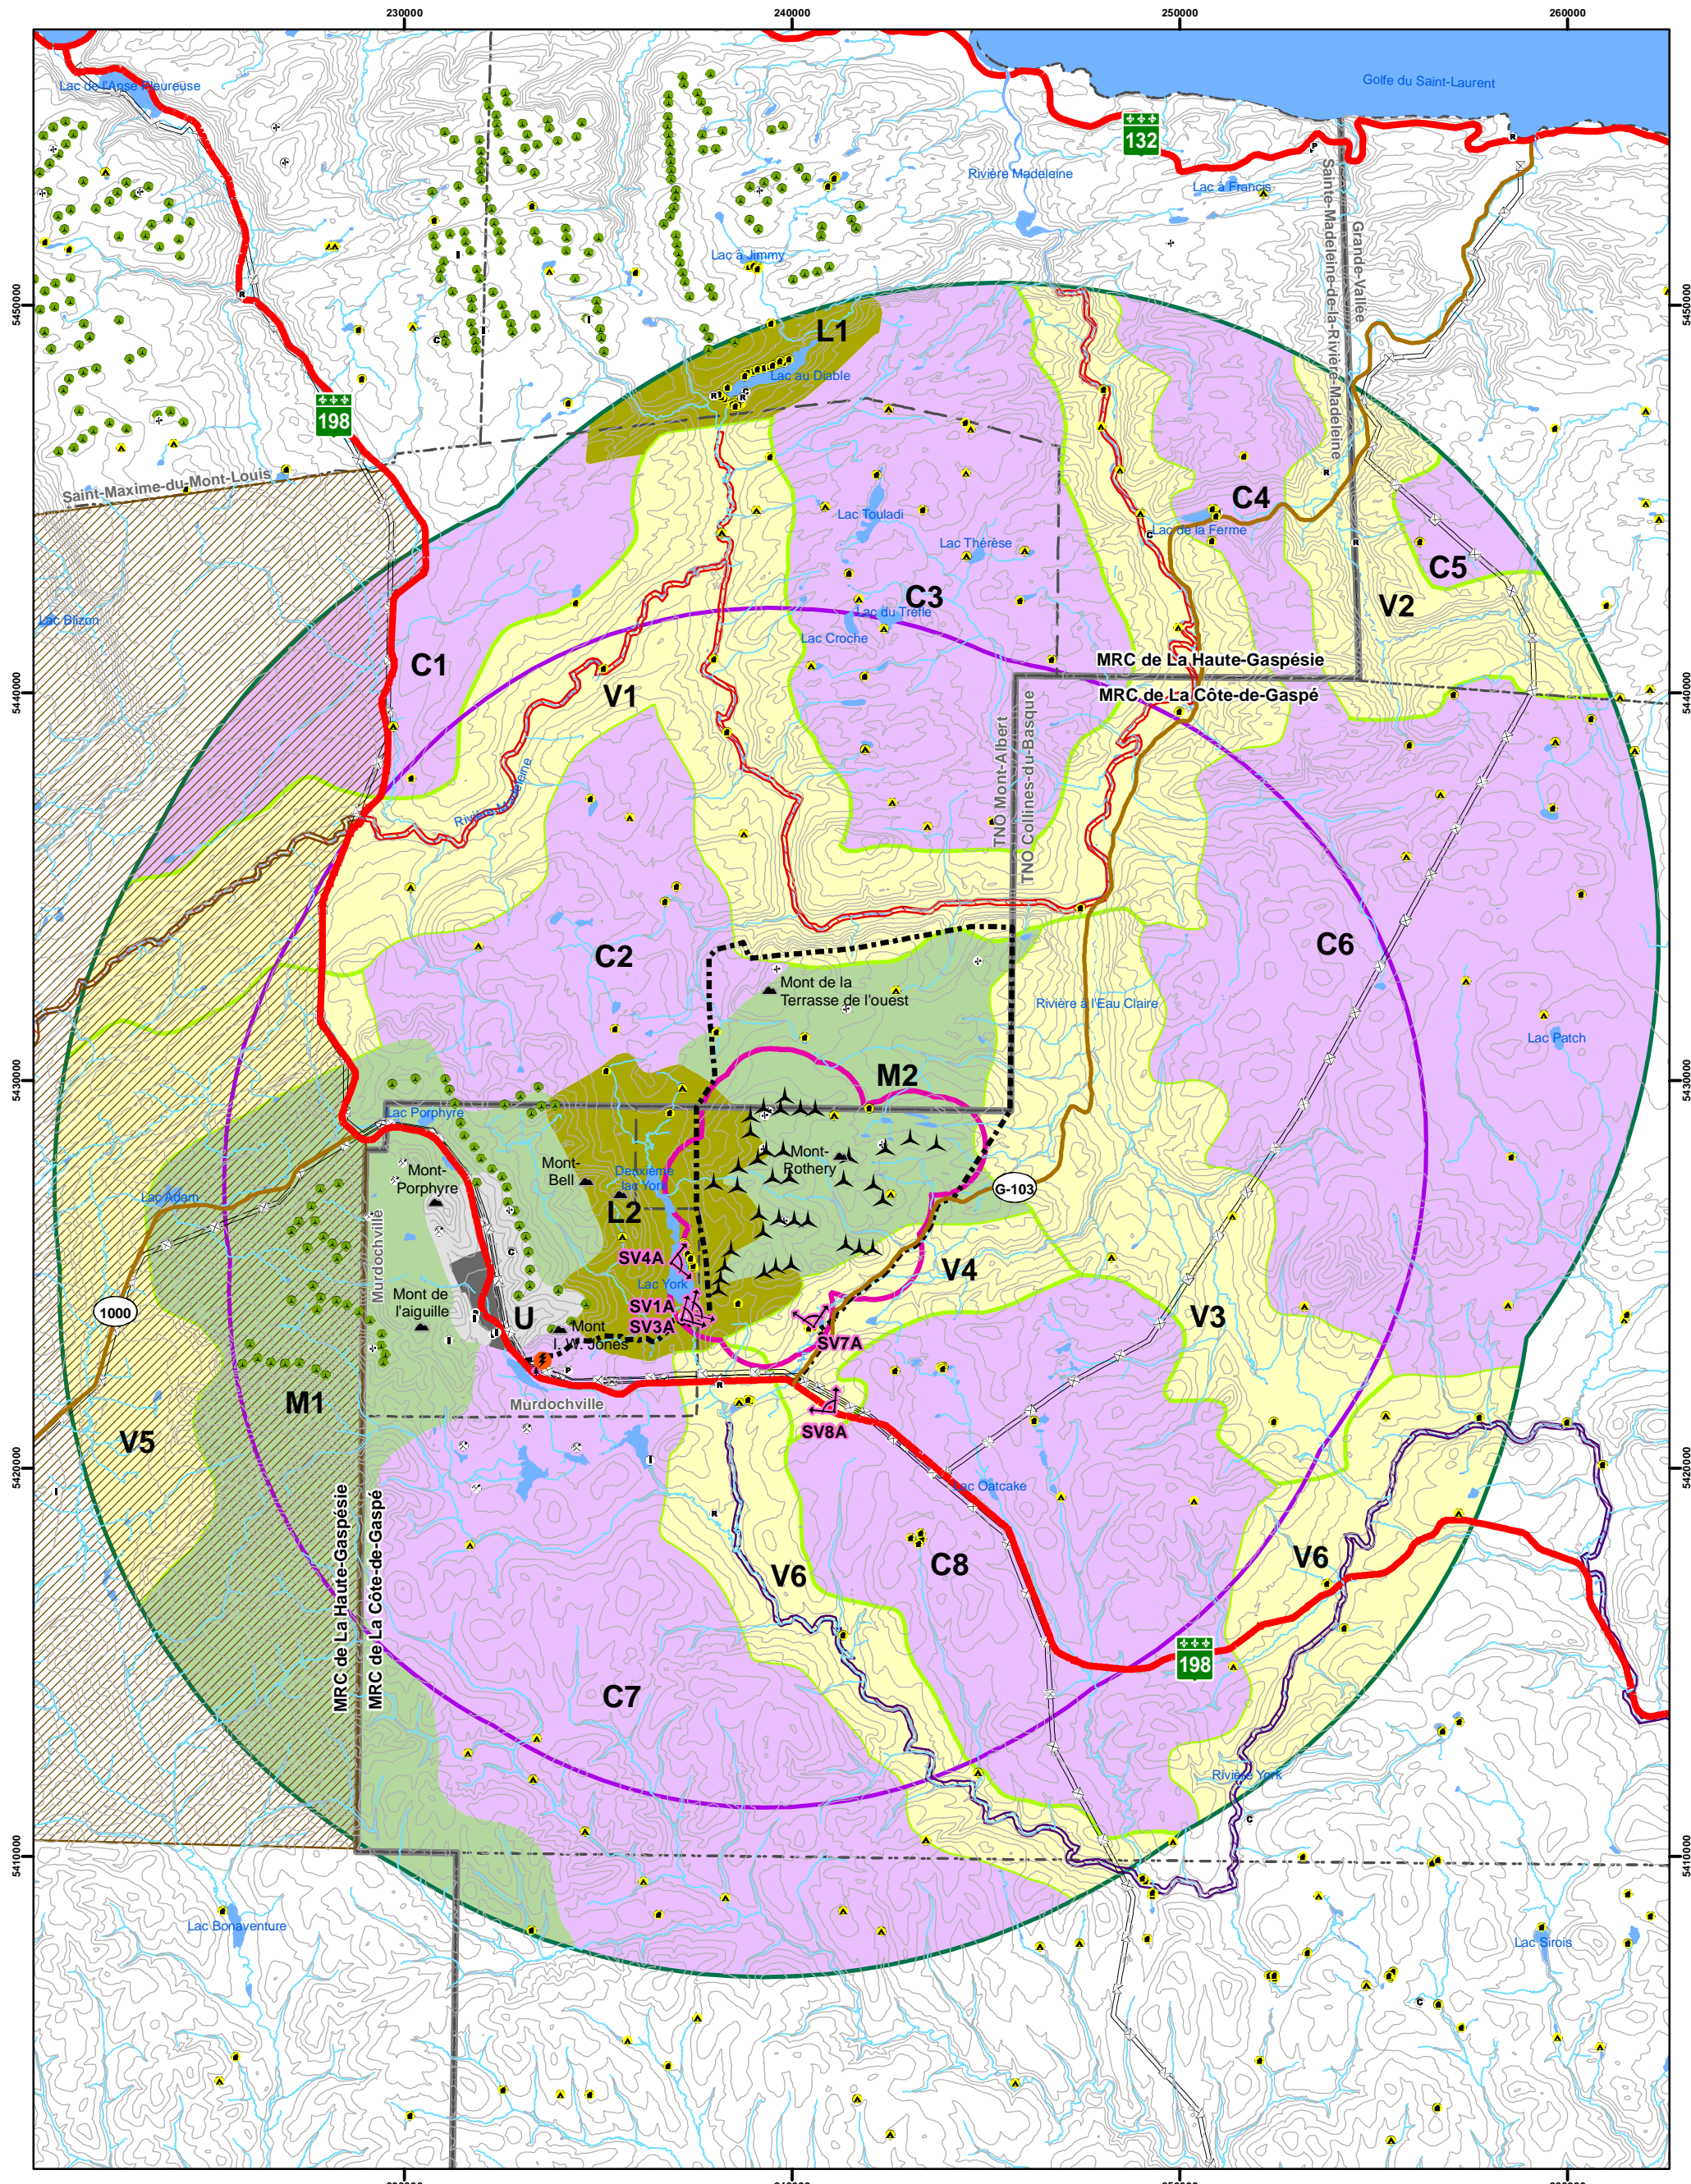 230000
240000
250000
260000
Lac de l'Anse Pleureuse
Golfe du Saint-Laurent
132
Rivière Madeleine
Lac à Francis
Sainte-Madeleine-de-la-Rivière-Madeleine
Grande-Vallée
Lac à Jimmy
5450000
5450000
L1
Lac au Diable
198
Saint-Maxime-du-Mont-Louis
C4
Lac Touladi
Lac de la Ferme
Lac Thérèse
C5
C3
V2
Lac du Trèfle
Lac Blizon
Lac Croche
C1
MRC de La Haute-Gaspésie
MRC de La Côte-de-Gaspé
V1
5440000
5440000
TNO Mont-Albert
TNO Collines-du-Basque
Rivière Madeleine
C2
C6
Mont de la
Terrasse de l'ouest
Rivière à l'Eau Claire
Lac Patch
5430000
5430000
M2
Lac Porphyre
Mont-
Porphyre
Mont-
Bell
Mont-
Rothery
Deuxième
lac York
G-103
Lac Adam
L2
Murdochville
SV4A
V4
Lac York
Mont de
l'aiguille
1000
U
SV1A
SV3A
V3
Mont
I. W. Jones
SV7A
M1
Murdochville
SV8A
V5
5420000
5420000
Lac Oatcake
MRC de La Haute-Gaspésie
MRC de La Côte-de-Gaspé
V6
C8
V6
198
C7
Rivière York
5410000
5410000
Lac Bonaventure
Lac Sirois